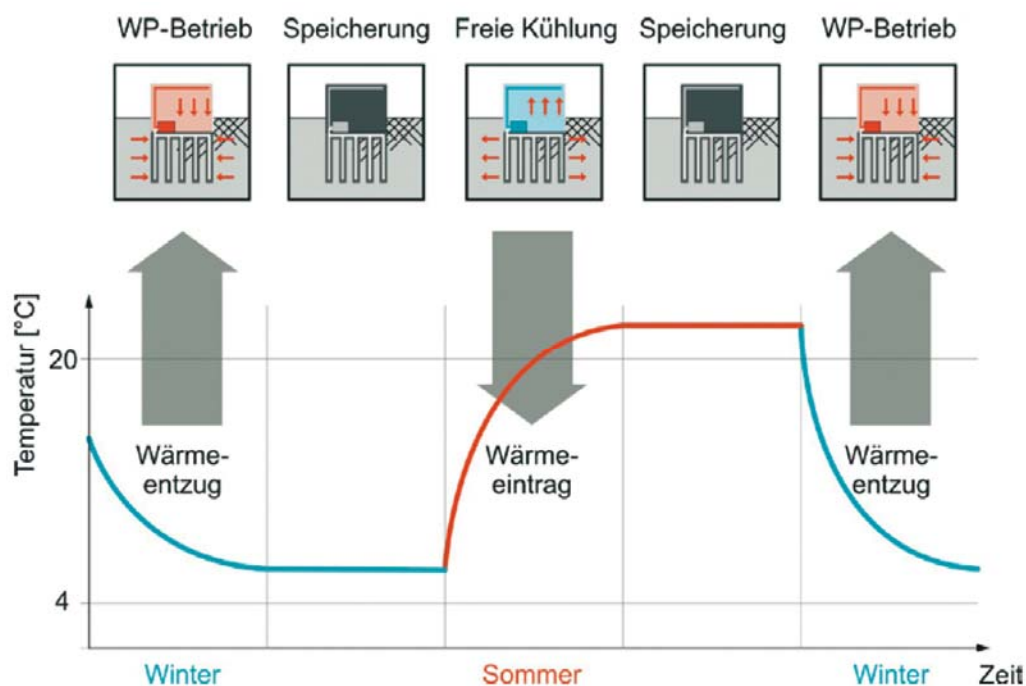 WP-Betrieb Speicherung Freie Kühlung Speicherung WP-Betrieb
Temperatur [°C]
20
4
Wärme-
entzug
Wärme-
eintrag
Wärme-
entzug
Winter Sommer Winter Zeit